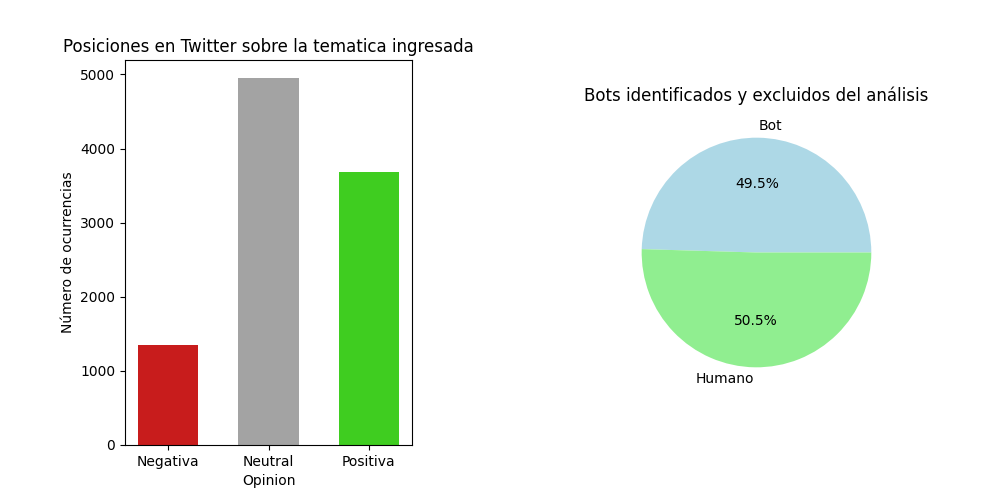 Posiciones en Twitter sobre la tematica ingresada
Número de ocurrencias
5000
4000
3000
2000
1000
0
Negativa
Neutral
Positiva
Opinion
Bots identificados y excluidos del análisis
Bot
49.5%
50.5%
Humano